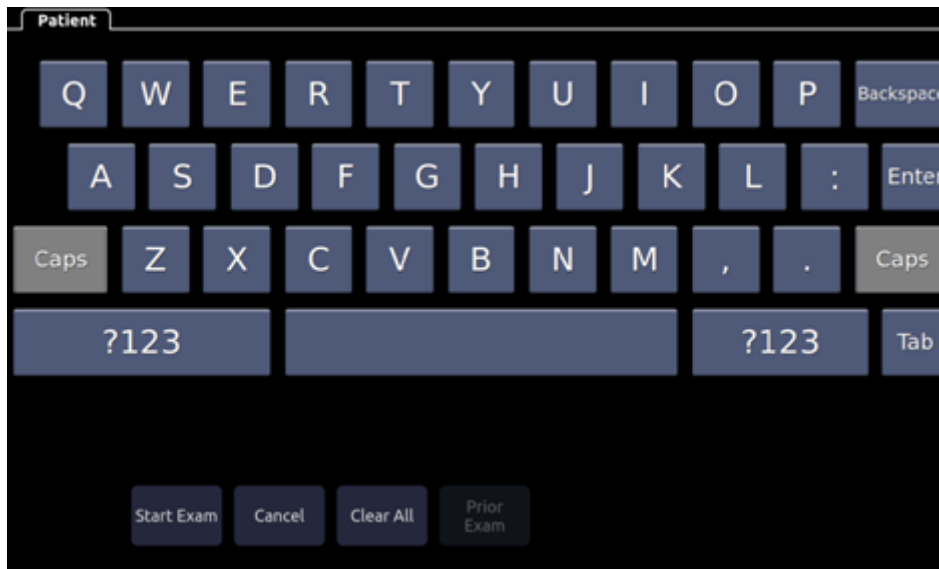 Patient
Q W E R T Y U I O P Backspace
A S D F G H J K L : Enter
Caps Z X C V B N M , . Caps
?123 ?123 Tab
Start Exam Cancel Clear All Prior Exam